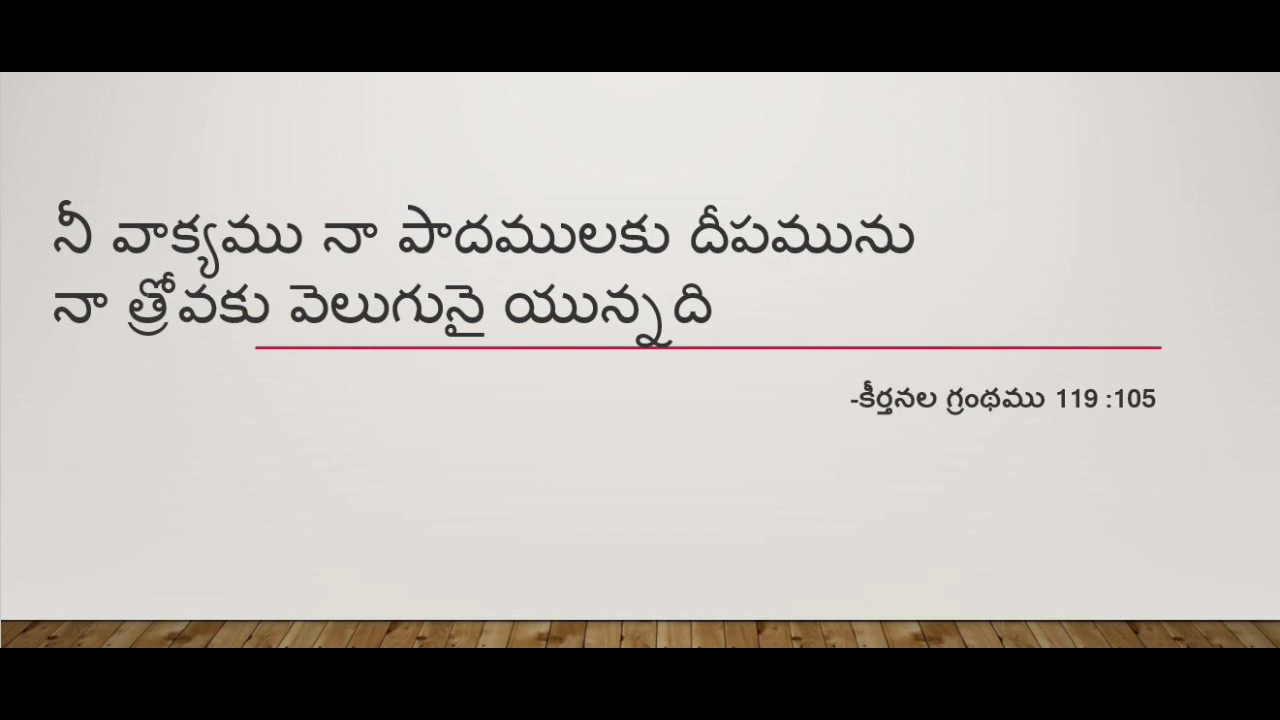 నీ వాక్యము నా పాదములకు దీపమును
నా త్రోవకు వెలుగునై యున్నది
-కీర్తనల గ్రంథము 119 :105